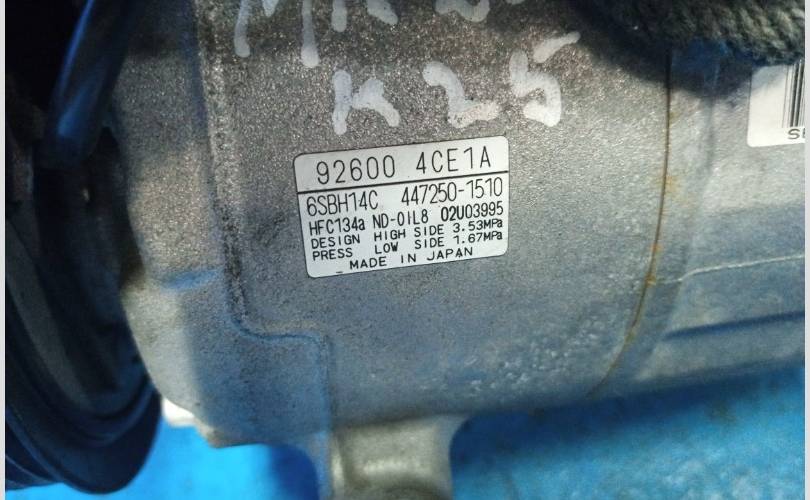 K25
92600 4CE1A
6SBH14C 447250-1510
HFC134a ND-OIL8 02U03995
DESIGN HIGH SIDE 3.53MPa
PRESS LOW SIDE 1.67MPa
MADE IN JAPAN